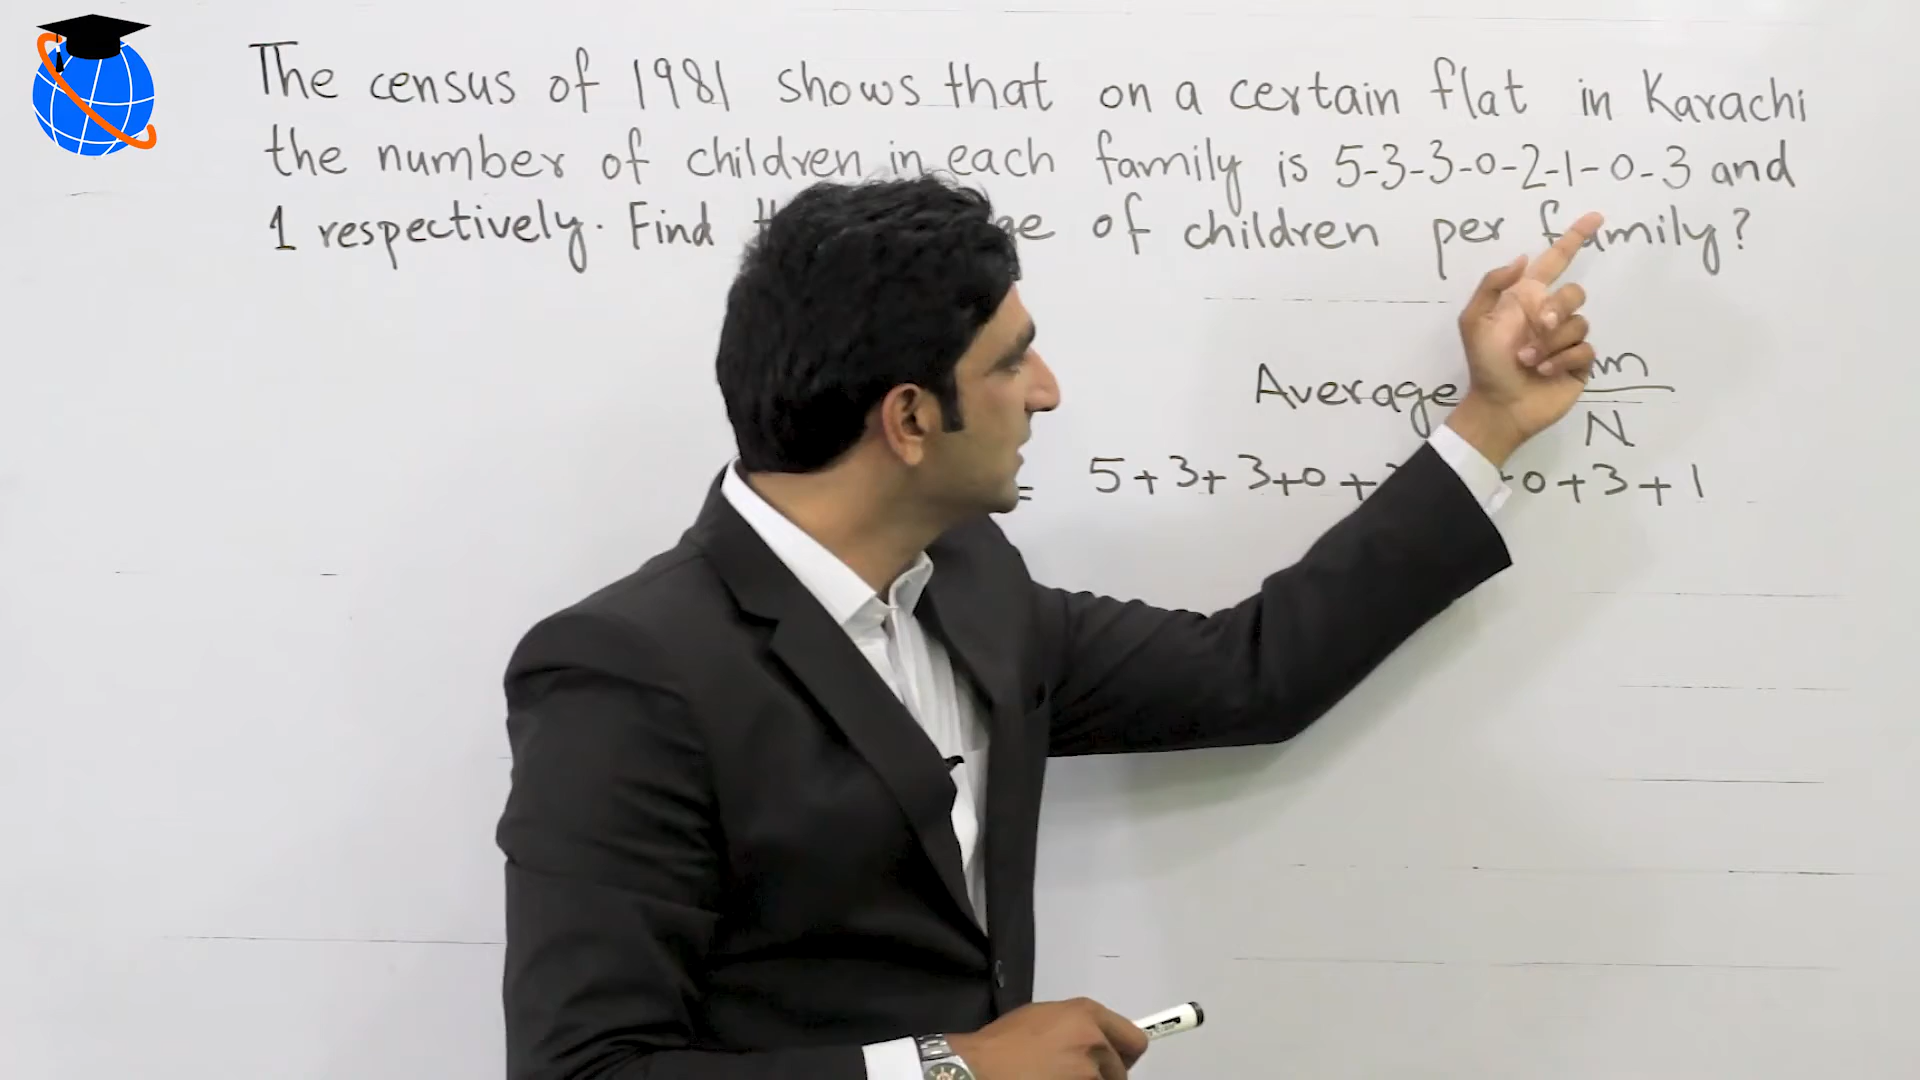 The census of 1981 shows that on a certain flat in Karachi
the number of children in each family is 5-3-3-0-2-1-0-3 and
1 respectively. Find of children per family?
Average
N
= 5+3+3+0+ +0+3+1